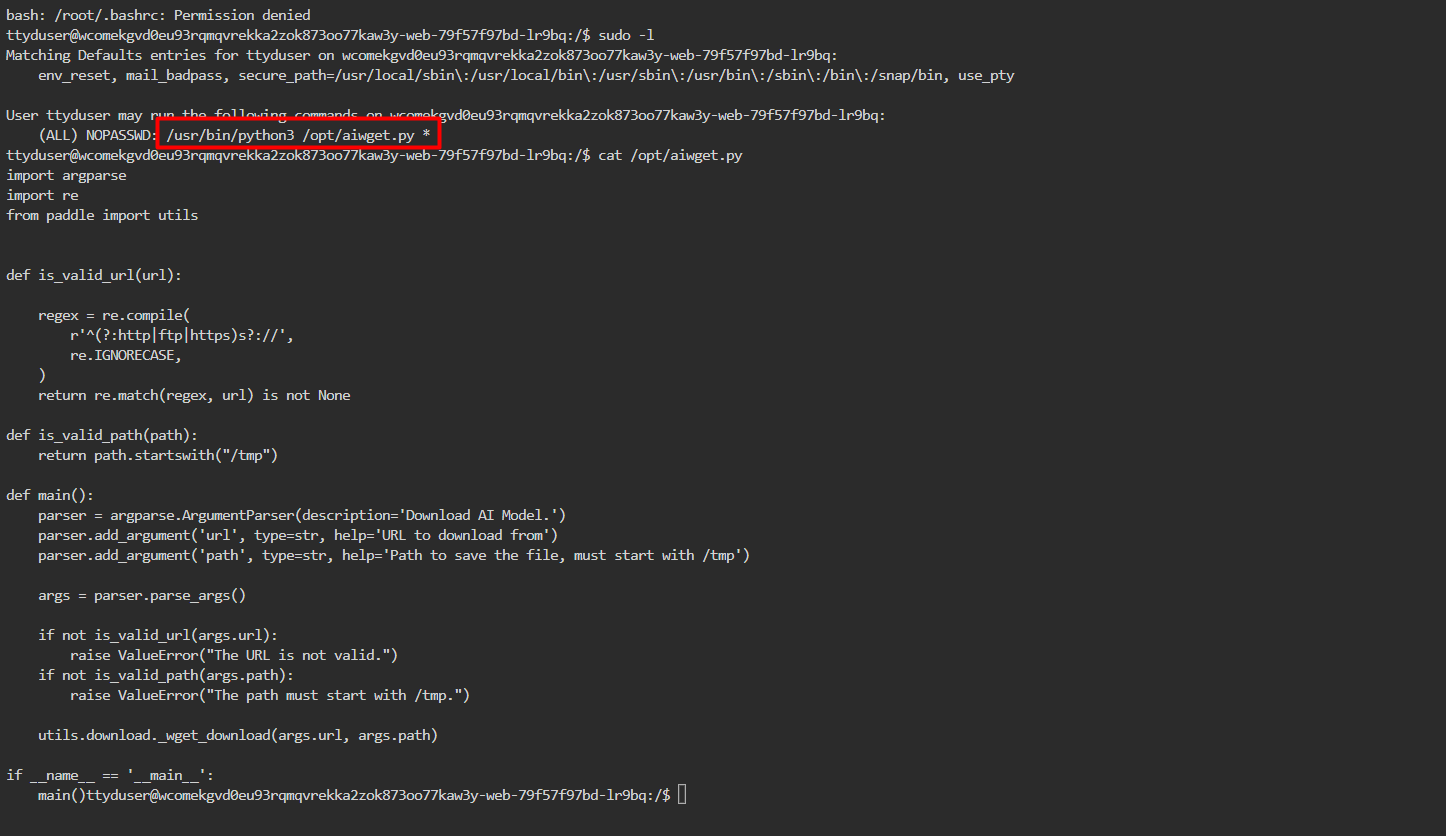 bash: /root/.bashrc: Permission denied
ttyduser@wcomekgvd0eu93rqmqvrekka2zok873oo77kaw3y-web-79f57f97bd-lr9bq:/$ sudo -l
Matching Defaults entries for ttyduser on wcomekgvd0eu93rqmqvrekka2zok873oo77kaw3y-web-79f57f97bd-lr9bq:
    env_reset, mail_badpass, secure_path=/usr/local/sbin\:/usr/local/bin\:/usr/sbin\:/usr/bin\:/sbin\:/bin\:/snap/bin, use_pty

User ttyduser may run the following commands on wcomekgvd0eu93rqmqvrekka2zok873oo77kaw3y-web-79f57f97bd-lr9bq:
    (ALL) NOPASSWD: /usr/bin/python3 /opt/aiwget.py *
ttyduser@wcomekgvd0eu93rqmqvrekka2zok873oo77kaw3y-web-79f57f97bd-lr9bq:/$ cat /opt/aiwget.py
import argparse
import re
from paddle import utils


def is_valid_url(url):

    regex = re.compile(
        r'^(?:http|ftp|https)s?://',
        re.IGNORECASE,
    )
    return re.match(regex, url) is not None

def is_valid_path(path):
    return path.startswith("/tmp")

def main():
    parser = argparse.ArgumentParser(description='Download AI Model.')
    parser.add_argument('url', type=str, help='URL to download from')
    parser.add_argument('path', type=str, help='Path to save the file, must start with /tmp')

    args = parser.parse_args()

    if not is_valid_url(args.url):
        raise ValueError("The URL is not valid.")
    if not is_valid_path(args.path):
        raise ValueError("The path must start with /tmp.")

    utils.download._wget_download(args.url, args.path)

if __name__ == '__main__':
    main()ttyduser@wcomekgvd0eu93rqmqvrekka2zok873oo77kaw3y-web-79f57f97bd-lr9bq:/$